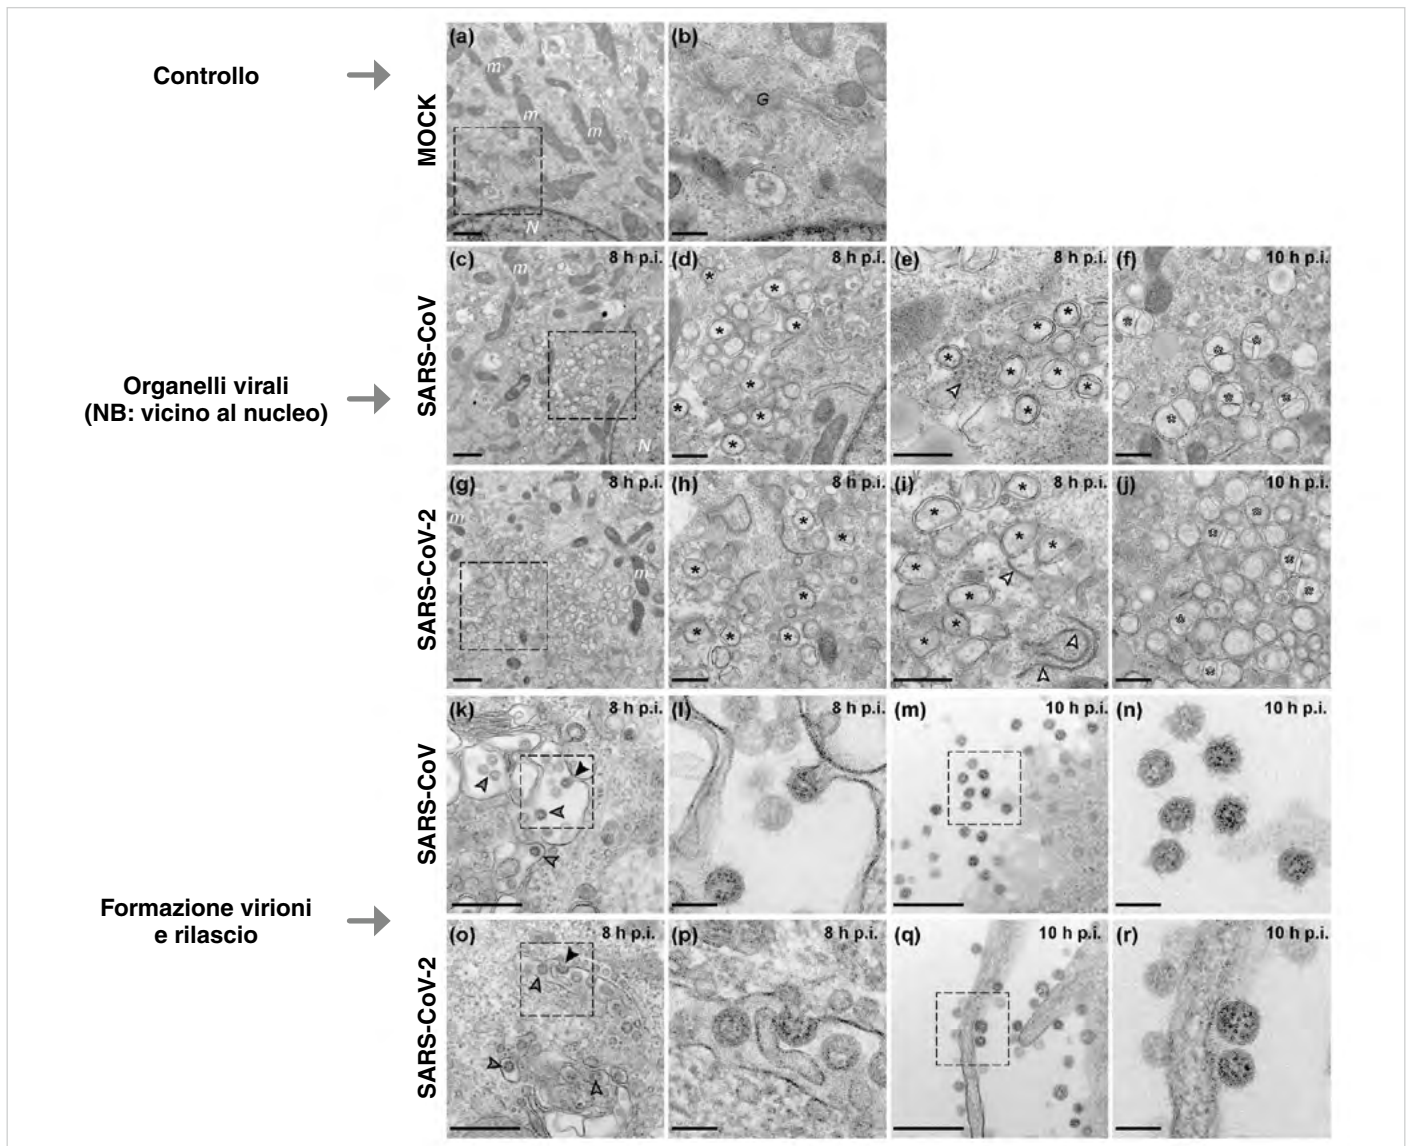 Controllo
MOCK
(a)
m
m
m
N
(b)
G
Organelli virali
(NB: vicino al nucleo)
SARS-CoV
(c)
8 h p.i.
m
N
(d)
8 h p.i.
*
*
*
*
*
*
*
*
(e)
8 h p.i.
*
*
*
*
*
*
*
(f)
10 h p.i.
SARS-CoV-2
(g)
8 h p.i.
m
m
(h)
8 h p.i.
*
*
*
*
*
*
*
(i)
8 h p.i.
*
*
*
*
*
*
*
*
(j)
10 h p.i.
Formazione virioni
e rilascio
SARS-CoV
(k)
8 h p.i.
(l)
8 h p.i.
(m)
10 h p.i.
(n)
10 h p.i.
SARS-CoV-2
(o)
8 h p.i.
(p)
8 h p.i.
(q)
10 h p.i.
(r)
10 h p.i.